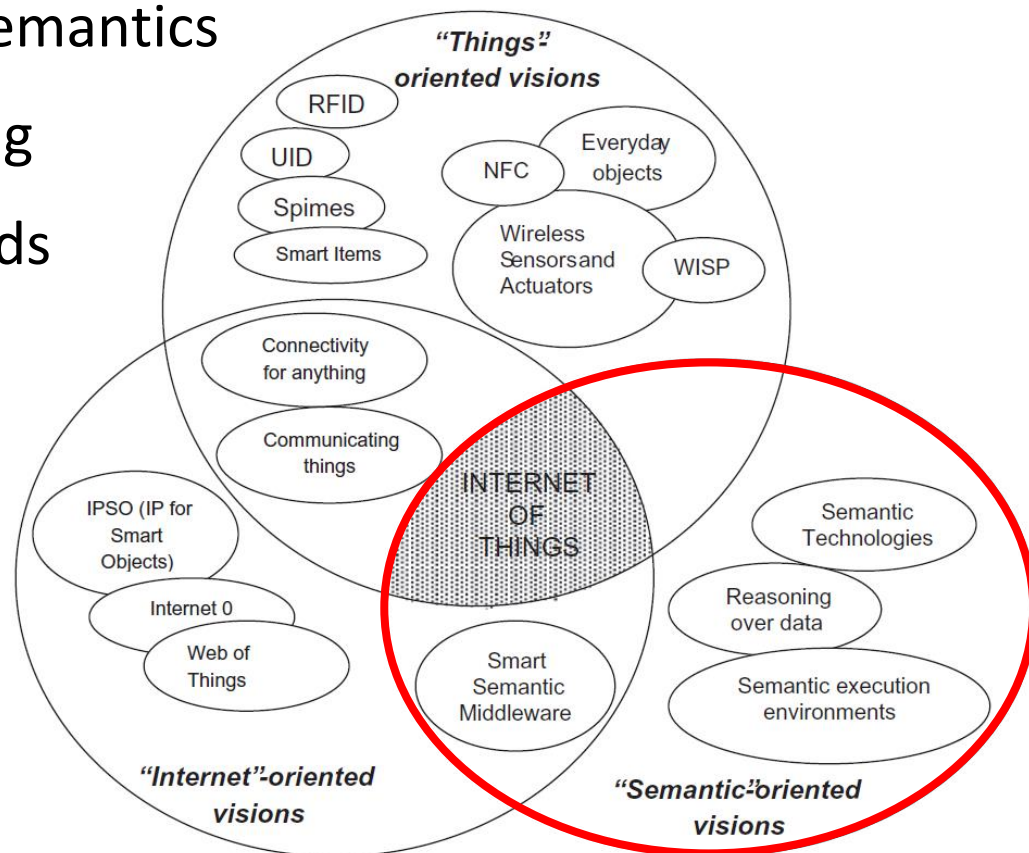 emantics
g
ds
“Things”-
oriented visions
RFID
UID
Spimes
Smart Items
NFC
Everyday
objects
Wireless
Sensors and
Actuators
WISP
Connectivity
for anything
Communicating
things
INTERNET
OF
THINGS
IPSO (IP for
Smart
Objects)
Internet 0
Web of
Things
Smart
Semantic
Middleware
Semantic
Technologies
Reasoning
over data
Semantic execution
environments
“Internet”-oriented
visions
“Semantic”-oriented
visions